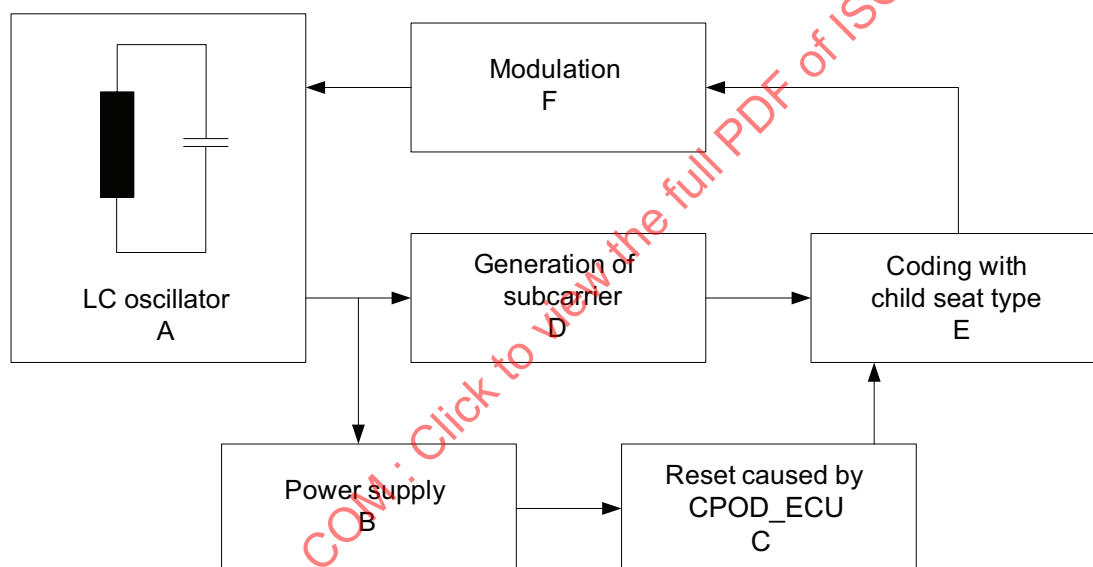 Modulation
F
LC oscillator
A
Generation of
subcarrier
D
Coding with
child seat type
E
Power supply
B
Reset caused by
CPOD_ECU
C
COM : Click to view the full PDF of